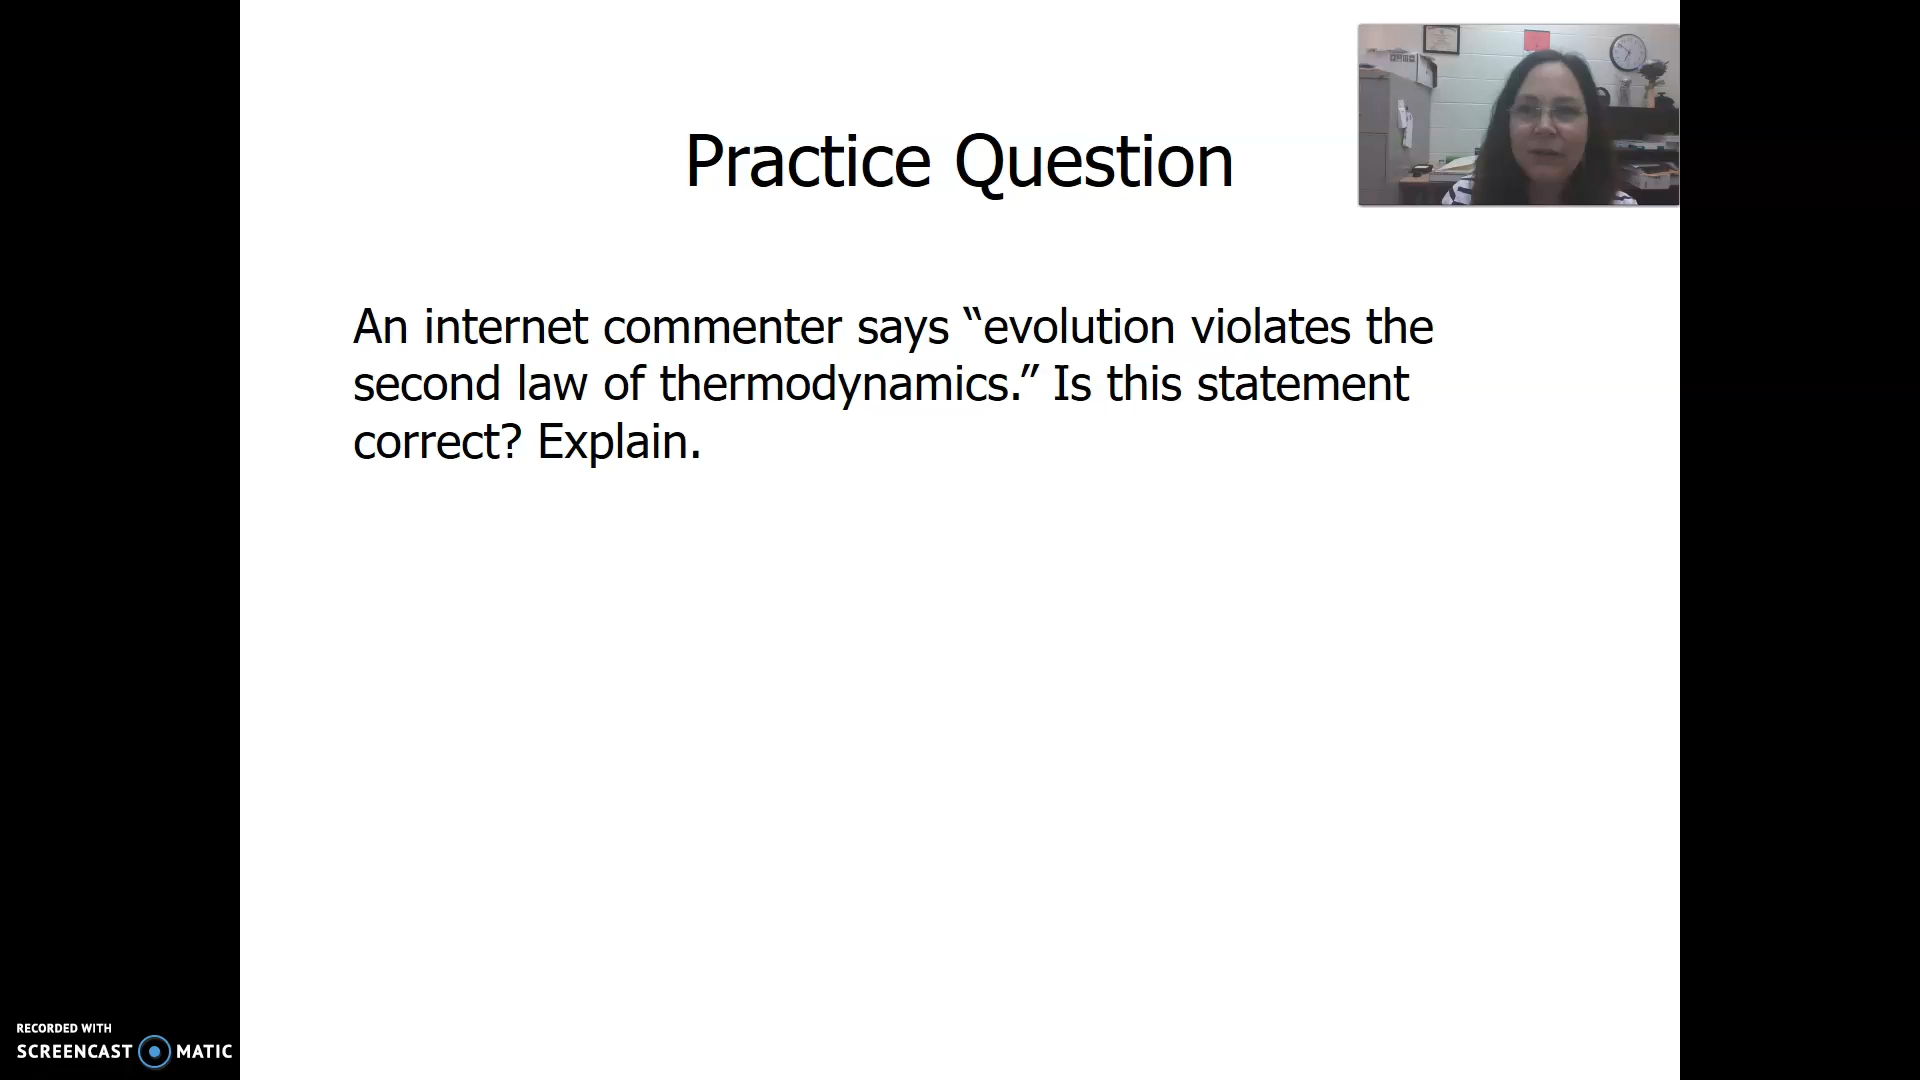 Practice Question
An internet commenter says “evolution violates the
second law of thermodynamics.” Is this statement
correct? Explain.
RECORDED WITH
SCREENCAST MATIC